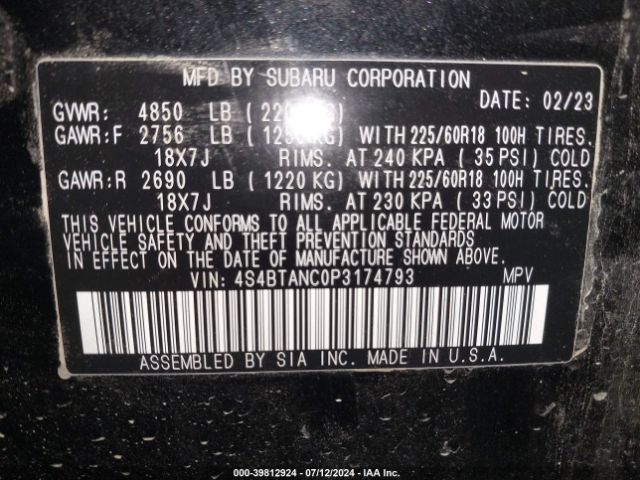 MFD BY SUBARU CORPORATION
DATE: 02/23
GVWR: 4850 LB ( KG)
GAWR:F 2756 LB ( 1250 KG) WITH 225/60R18 100H TIRES.
18X7J RIMS. AT 240 KPA ( 35 PSI) COLD
GAWR:R 2690 LB ( 1220 KG) WITH 225/60R18 100H TIRES.
18X7J RIMS. AT 230 KPA ( 33 PSI) COLD
THIS VEHICLE CONFORMS TO ALL APPLICABLE FEDERAL MOTOR
VEHICLE SAFETY AND THEFT PREVENTION STANDARDS
IN EFFECT ON THE DATE OF MANUFACTURE SHOWN ABOVE.
VIN: 4S4BTANC0P3174793 MPV
ASSEMBLED BY SIA INC. MADE IN U.S.A.
000-39812924 - 07/12/2024 - IAA Inc.